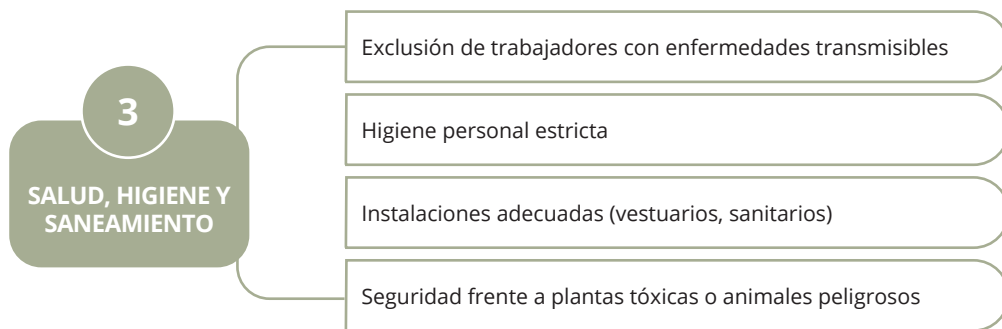 3
SALUD, HIGIENE Y
SANEAMIENTO
Exclusión de trabajadores con enfermedades transmisibles
Higiene personal estricta
Instalaciones adecuadas (vestuarios, sanitarios)
Seguridad frente a plantas tóxicas o animales peligrosos